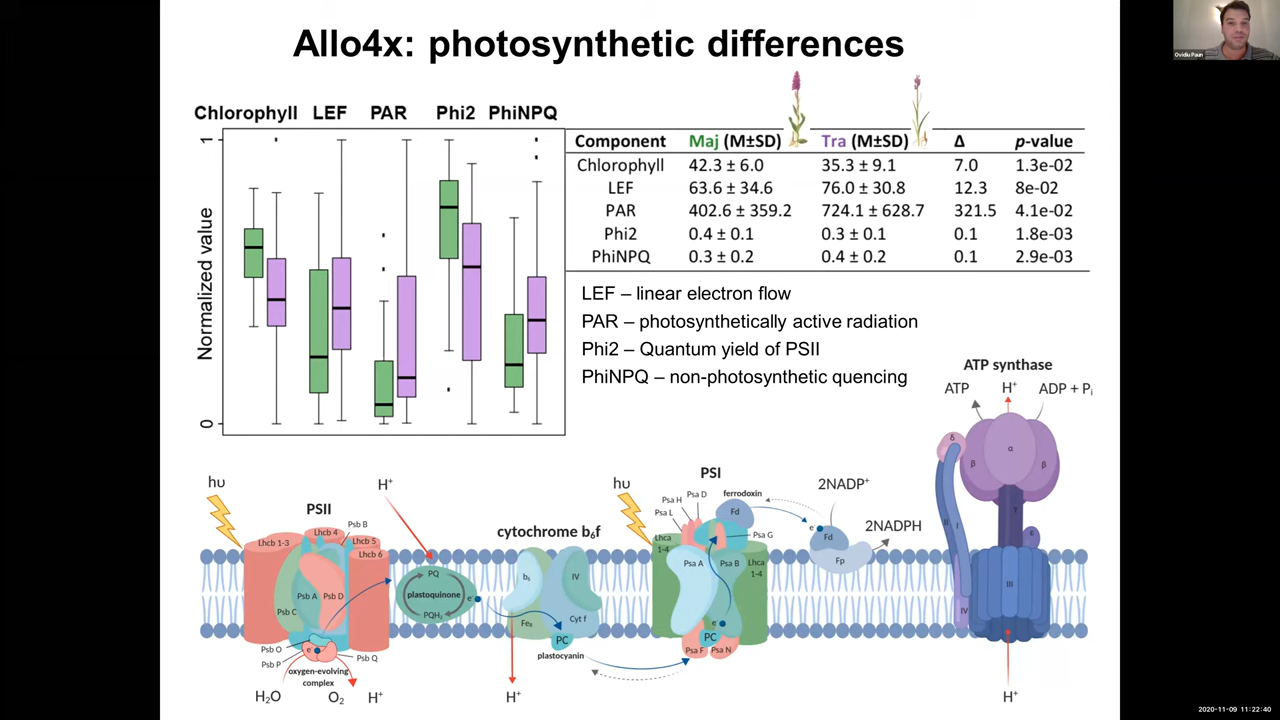 Allo4x: photosynthetic differences
Ovidiu Paun
Chlorophyll LEF PAR Phi2 PhiNPQ
Normalized value
1
0
Component Maj (M±SD) Tra (M±SD) Δ p-value
Chlorophyll 42.3 ± 6.0 35.3 ± 9.1 7.0 1.3e-02
LEF 63.6 ± 34.6 76.0 ± 30.8 12.3 8e-02
PAR 402.6 ± 359.2 724.1 ± 628.7 321.5 4.1e-02
Phi2 0.4 ± 0.1 0.3 ± 0.1 0.1 1.8e-03
PhiNPQ 0.3 ± 0.2 0.4 ± 0.2 0.1 2.9e-03
LEF – linear electron flow
PAR – photosynthetically active radiation
Phi2 – Quantum yield of PSII
PhiNPQ – non-photosynthetic quencing
hυ
PSII
Lhcb 1-3
Lhcb 4
Psb B
Lhcb 5
Lhcb 6
Psb A
Psb D
Psb C
Psb O
Psb P
e⁻
Psb Q
oxygen-evolving
complex
H₂O
O₂
H⁺
H⁺
PQ
plastoquinone
PQH₂
e⁻
cytochrome b₆f
b₆
IV
Cyt f
PC
plastocyanin
H⁺
hυ
PSI
Psa H
Psa D
Psa L
ferrodoxin
Fd
Psa G
Lhca
1-4
Psa A
Psa B
Lhca
1-4
e⁻
PC
Psa F
Psa N
2NADP⁺
e⁻
Fd
Fp
2NADPH
ATP synthase
ATP
H⁺
ADP + Pᵢ
δ
α
β
β
γ
ε
II
I
III
IV
H⁺
2020-11-09 11:22:40